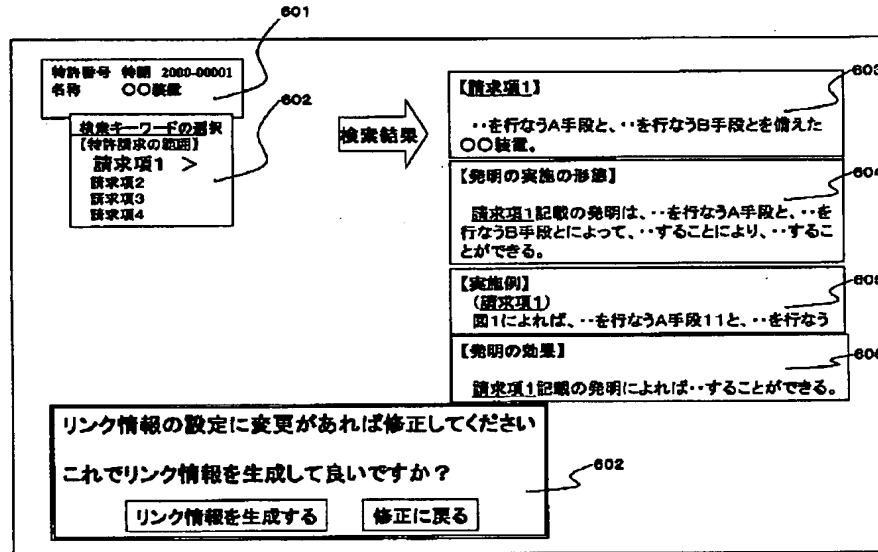 601
特許番号 特開 2000-00001
名称 〇〇装置
602
検索キーワードの選択
【特許請求の範囲】
請求項1 >
請求項2
請求項3
請求項4
検索結果
603
【請求項1】
・・を行なうA手段と、・・を行なうB手段とを備えた
〇〇装置。
604
【発明の実施の形態】
請求項1記載の発明は、・・を行なうA手段と、・・を
行なうB手段とによって、・・することにより、・・するこ
とができる。
605
【実施例】
(請求項1)
図1によれば、・・を行なうA手段11と、・・を行なう
606
【発明の効果】
請求項1記載の発明によれば・・することができる。
リンク情報の設定に変更があれば修正してください
これでリンク情報を生成して良いですか？
602
リンク情報を生成する 修正に戻る